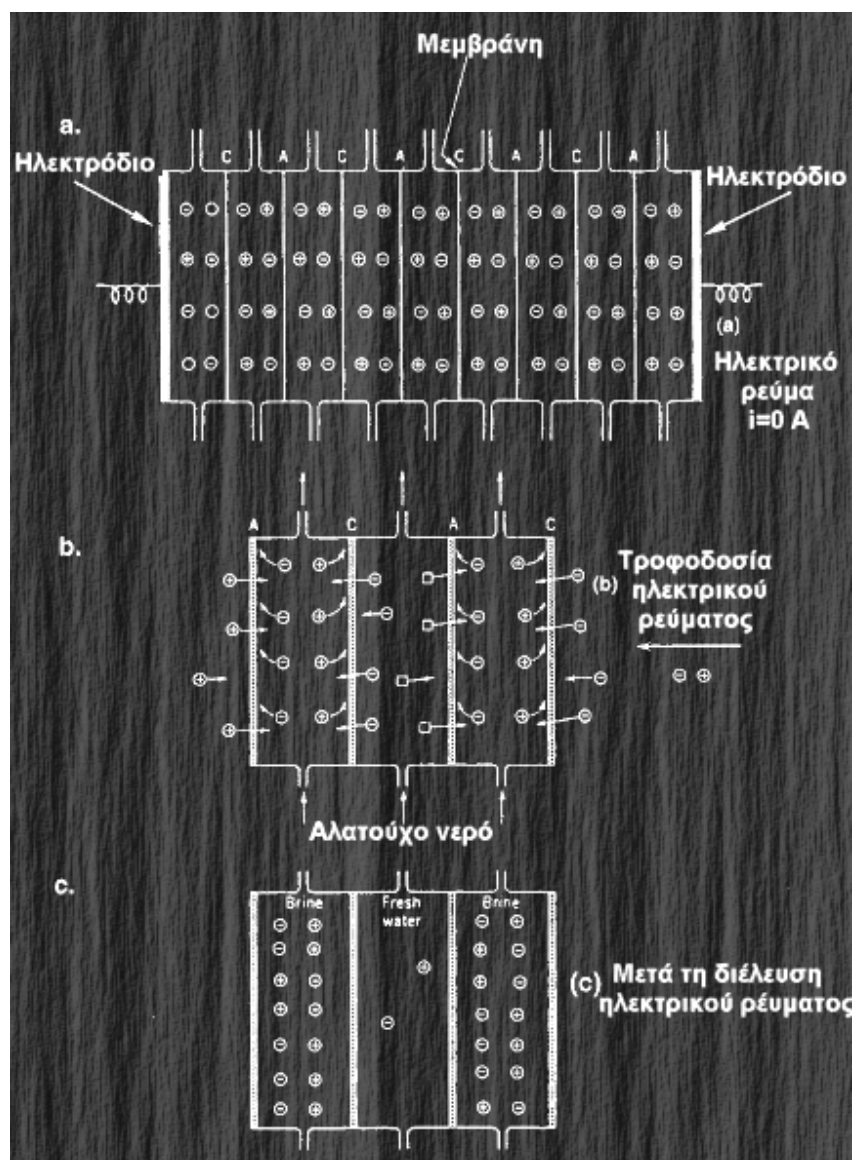 Μεμβράνη
a.
C A C A C A C A
Ηλεκτρόδιο
Ηλεκτρόδιο
(a)
Ηλεκτρικό
ρεύμα
i=0 A
b.
A C A C
(b) Τροφοδοσία
ηλεκτρικού
ρεύματος
Αλατούχο νερό
c.
Brine Fresh Brine
water
(c) Μετά τη διέλευση
ηλεκτρικού ρέυματος